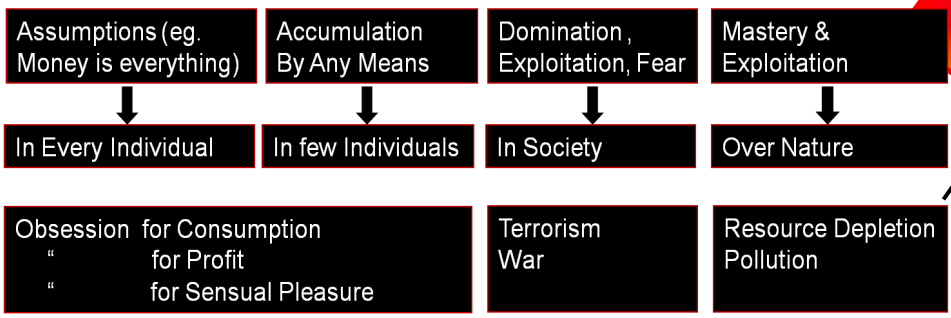 Assumptions (eg.
Money is everything)
Accumulation
By Any Means
Domination ,
Exploitation, Fear
Mastery &
Exploitation
In Every Individual
In few Individuals
In Society
Over Nature
Obsession for Consumption
“ for Profit
“ for Sensual Pleasure
Terrorism
War
Resource Depletion
Pollution